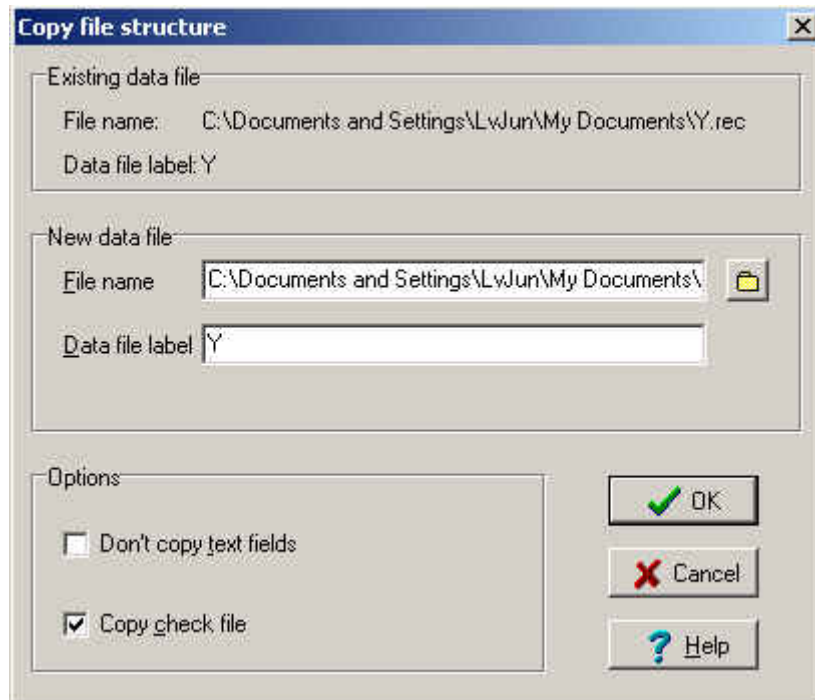 Copy file structure
Existing data file
File name: C:\Documents and Settings\LvJun\My Documents\Y.rec
Data file label: Y
New data file
File name C:\Documents and Settings\LvJun\My Documents\
Data file label Y
Options
Don't copy text fields
Copy check file
OK
Cancel
Help